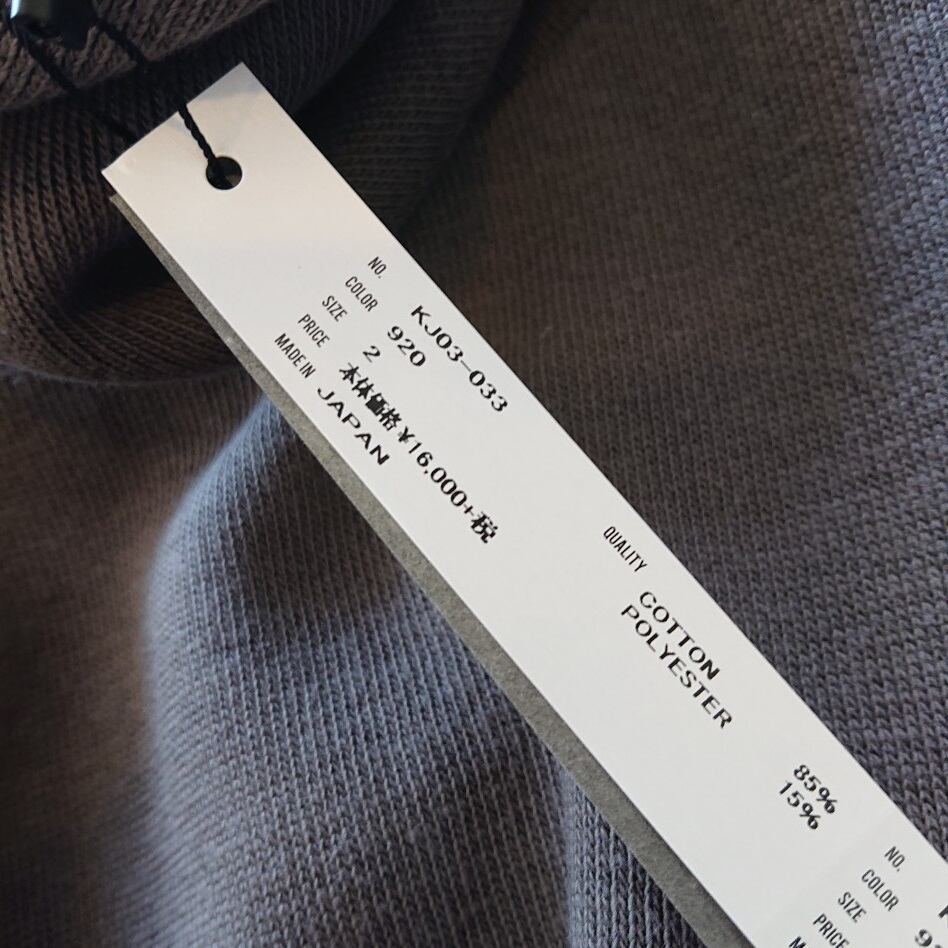 NO. KJ03-033
COLOR 920
SIZE 2
PRICE 本体価格¥16,000+税
MADE IN JAPAN
QUALITY COTTON 85%
POLYESTER 15%
NO.
COLOR
SIZE
PRICE